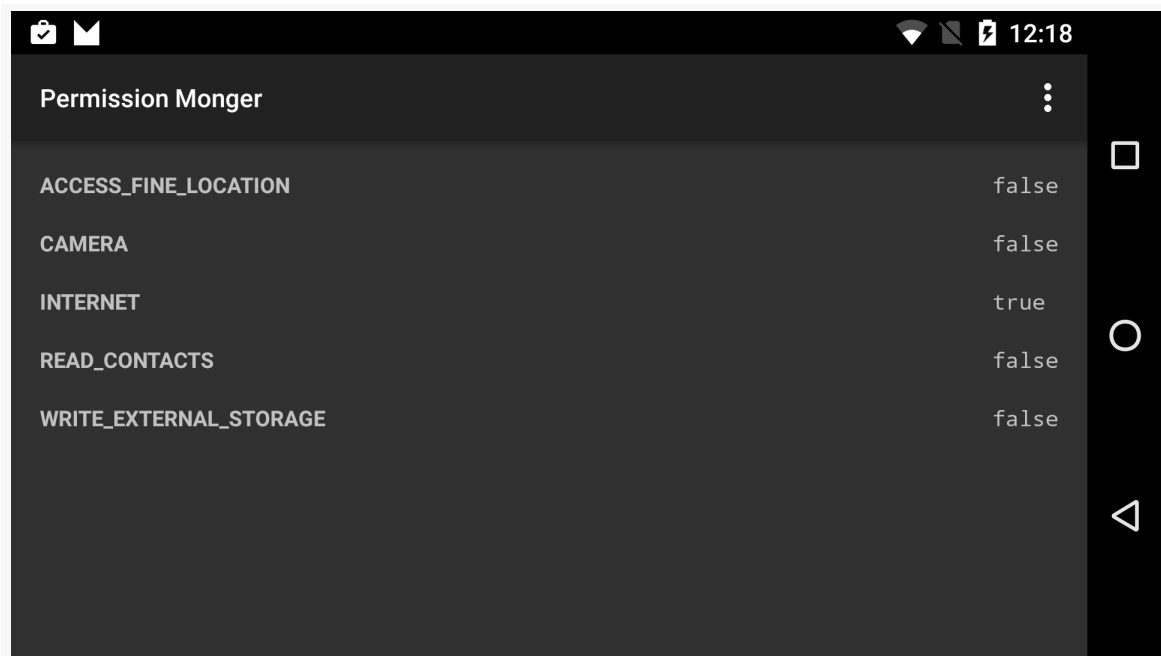 12:18
Permission Monger
ACCESS_FINE_LOCATION false
CAMERA false
INTERNET true
READ_CONTACTS false
WRITE_EXTERNAL_STORAGE false